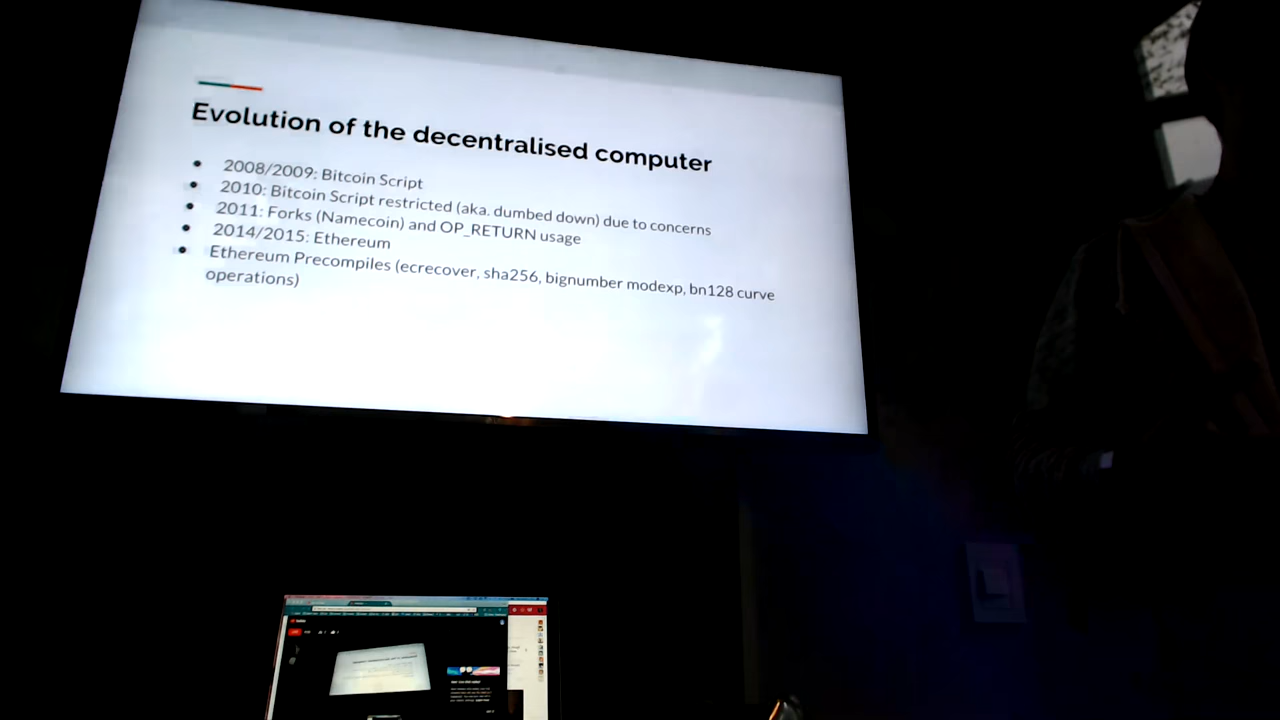 Evolution of the decentralised computer
2008/2009: Bitcoin Script
2010: Bitcoin Script restricted (aka. dumbed down) due to concerns
2011: Forks (Namecoin) and OP_RETURN usage
2014/2015: Ethereum
Ethereum Precompiles (ecrecover, sha256, bignumber modexp, bn128 curve
operations)